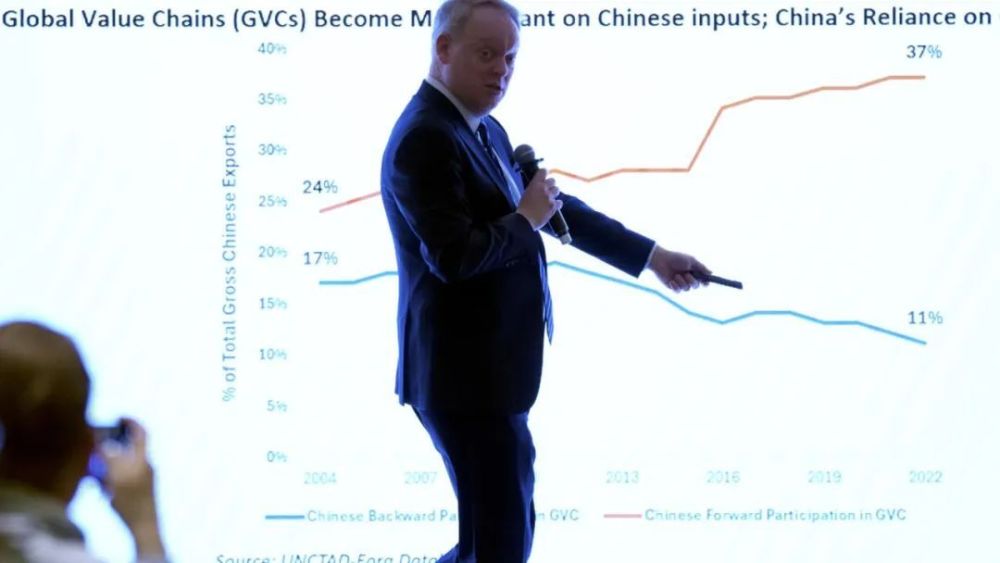 Global Value Chains (GVCs) Become M ant on Chinese inputs; China's Reliance on
40%
35%
30%
25%
20%
15%
10%
5%
0%
% of Total Gross Chinese Exports
24%
17%
37%
11%
2004 2007 2013 2016 2019 2022
Chinese Backward Pa n GVC Chinese Forward Participation in GVC
Source: UNCTAD-Eora